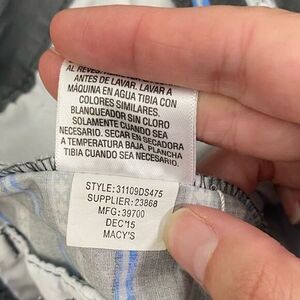 AL REVÉS
ANTES DE LAVAR. LAVAR A
MÁQUINA EN AGUA TIBIA CON
COLORES SIMILARES,
BLANQUEADOR SIN CLORO
SOLAMENTE CUANDO SEA
NECESARIO. SECAR EN SECADORA
A TEMPERATURA BAJA. PLANCHA
TIBIA CUANDO SEA NECESARIO.
STYLE: 31109DS475
SUPPLIER: 23868
MFG: 39700
DEC'15
MACY'S